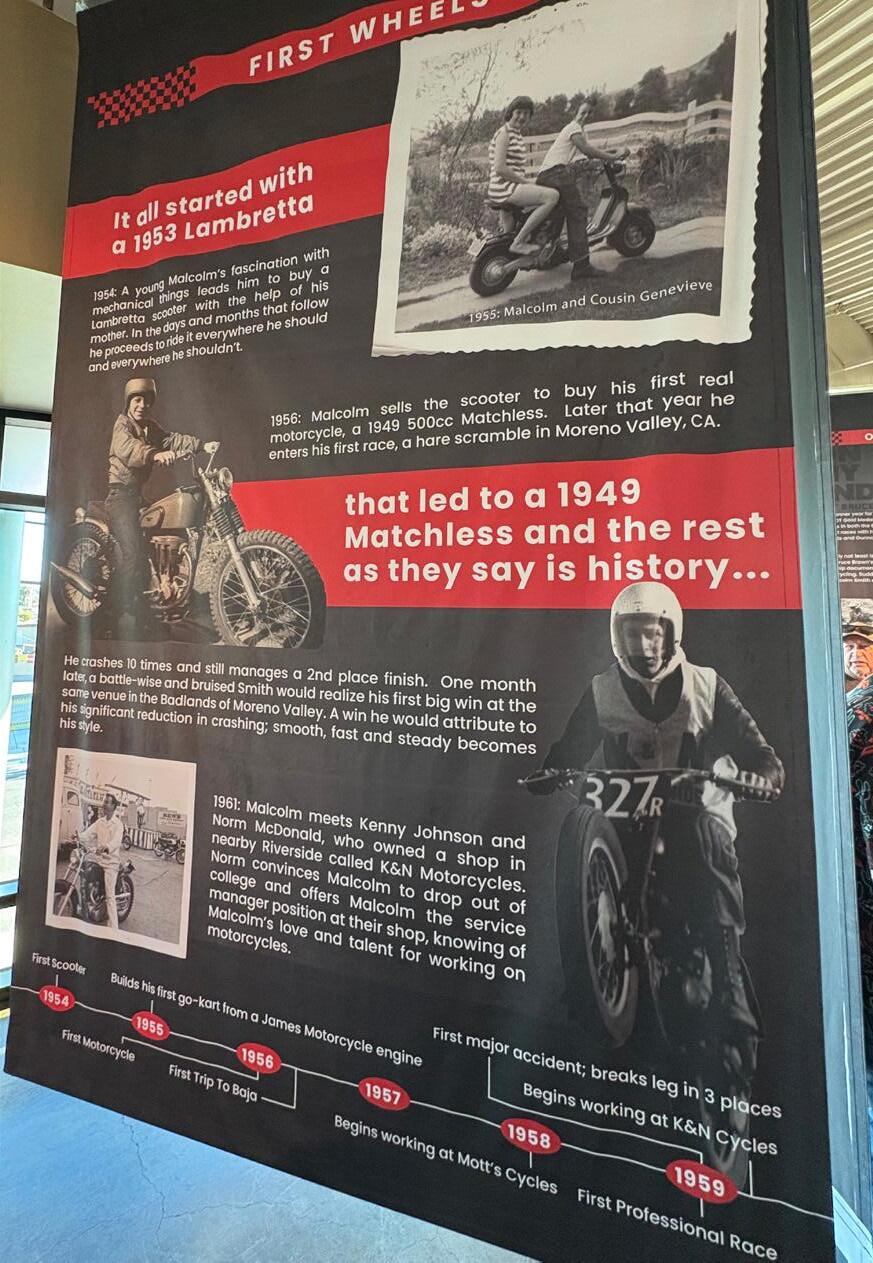 FIRST WHEELS
It all started with
a 1953 Lambretta
1954: A young Malcolm's fascination with
mechanical things leads him to buy a
Lambretta scooter with the help of his
mother. In the days and months that follow
he proceeds to ride it everywhere he should
and everywhere he shouldn't.
1955: Malcolm and Cousin Genevieve
1956: Malcolm sells the scooter to buy his first real
motorcycle, a 1949 500cc Matchless. Later that year he
enters his first race, a hare scramble in Moreno Valley, CA.
that led to a 1949
Matchless and the rest
as they say is history...
He crashes 10 times and still manages a 2nd place finish. One month
later, a battle-wise and bruised Smith would realize his first big win at the
same venue in the Badlands of Moreno Valley. A win he would attribute to
his significant reduction in crashing; smooth, fast and steady becomes
his style.
327R
1961: Malcolm meets Kenny Johnson and
Norm McDonald, who owned a shop in
nearby Riverside called K&N Motorcycles.
Norm convinces Malcolm to drop out of
college and offers Malcolm the service
manager position at their shop, knowing of
Malcolm's love and talent for working on
motorcycles.
First Scooter
1954
First Motorcycle
Builds his first go-kart from a James Motorcycle engine
1955
1956
First Trip To Baja
1957
Begins working at Mott's Cycles
First major accident; breaks leg in 3 places
Begins working at K&N Cycles
1958
1959
First Professional Race